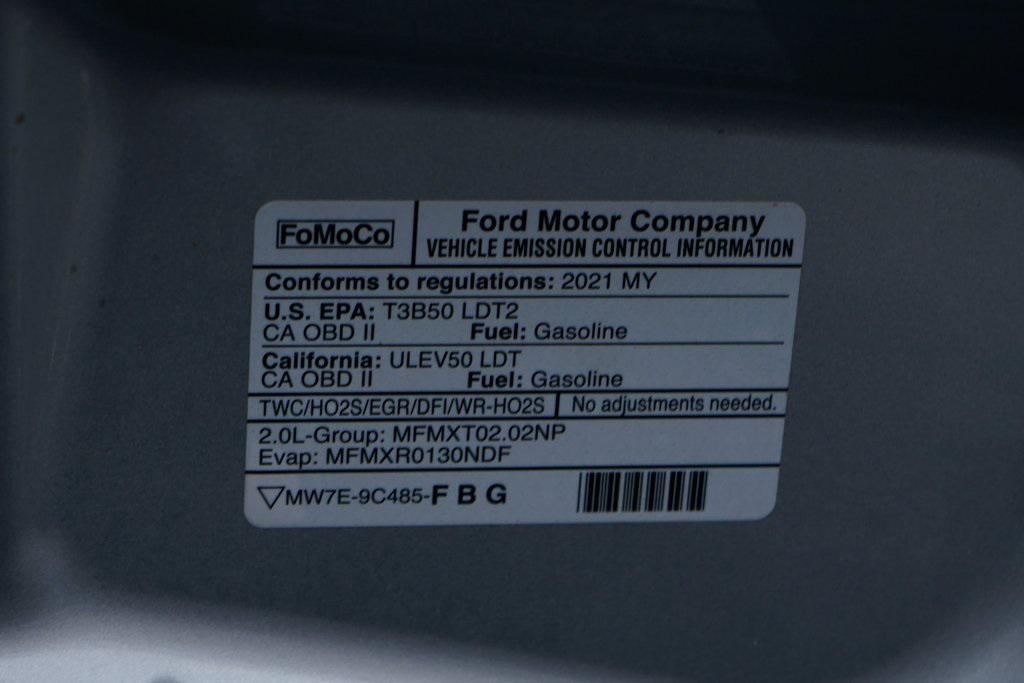 FoMoCo
Ford Motor Company
VEHICLE EMISSION CONTROL INFORMATION
Conforms to regulations: 2021 MY
U.S. EPA: T3B50 LDT2
CA OBD II Fuel: Gasoline
California: ULEV50 LDT
CA OBD II Fuel: Gasoline
TWC/HO2S/EGR/DFI/WR-HO2S No adjustments needed.
2.0L-Group: MFMXT02.02NP
Evap: MFMXR0130NDF
MW7E-9C485-F B G